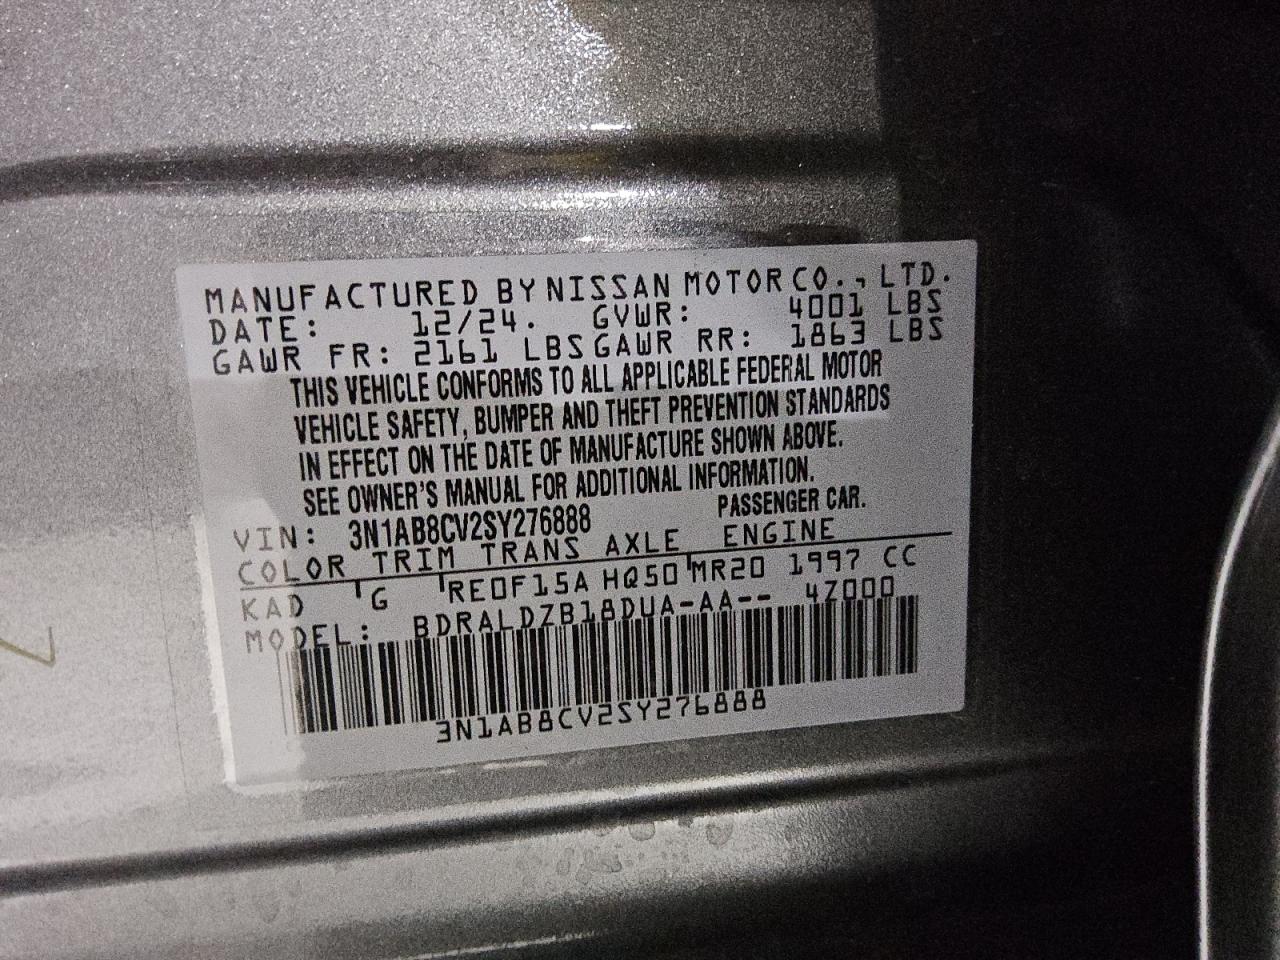 MANUFACTURED BY NISSAN MOTOR CO., LTD.
DATE: 12/24. GVWR: 4001 LBS
GAWR FR: 2161 LBS GAWR RR: 1863 LBS
THIS VEHICLE CONFORMS TO ALL APPLICABLE FEDERAL MOTOR
VEHICLE SAFETY, BUMPER AND THEFT PREVENTION STANDARDS
IN EFFECT ON THE DATE OF MANUFACTURE SHOWN ABOVE.
SEE OWNER'S MANUAL FOR ADDITIONAL INFORMATION.
VIN: 3N1AB8CV2SY276888 PASSENGER CAR.
COLOR TRIM TRANS AXLE ENGINE
KAD G RE0F15A HQ50 MR20 1997 CC
MODEL: BDRALDZB18DUA-AA-- 4Z000
3N1AB8CV2SY276888